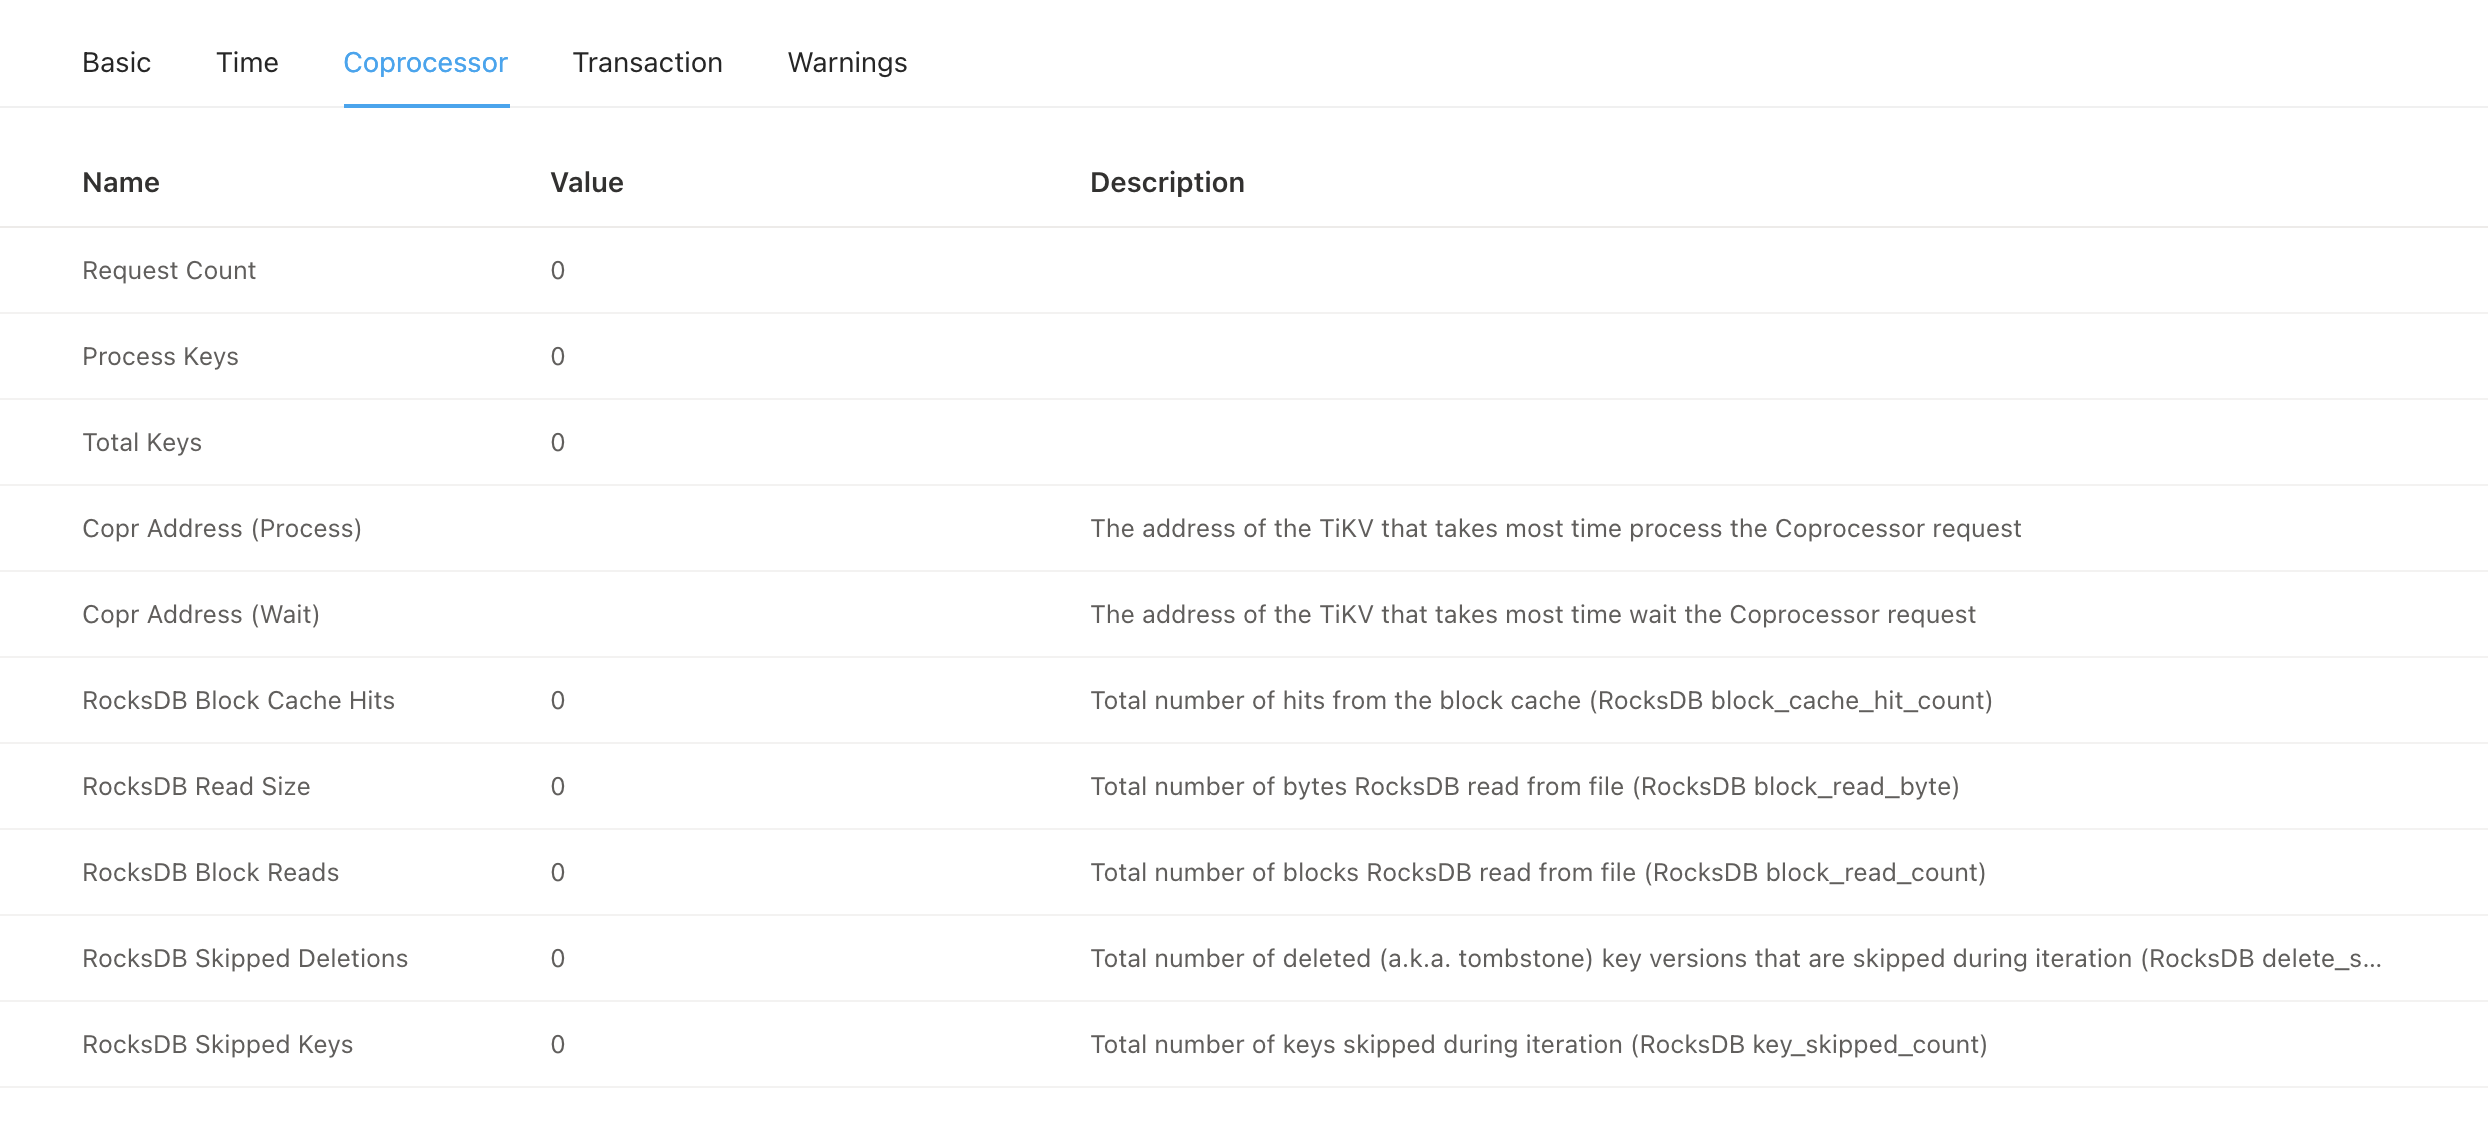 Basic Time Coprocessor Transaction Warnings
Name Value Description
Request Count 0
Process Keys 0
Total Keys 0
Copr Address (Process) The address of the TiKV that takes most time process the Coprocessor request
Copr Address (Wait) The address of the TiKV that takes most time wait the Coprocessor request
RocksDB Block Cache Hits 0 Total number of hits from the block cache (RocksDB block_cache_hit_count)
RocksDB Read Size 0 Total number of bytes RocksDB read from file (RocksDB block_read_byte)
RocksDB Block Reads 0 Total number of blocks RocksDB read from file (RocksDB block_read_count)
RocksDB Skipped Deletions 0 Total number of deleted (a.k.a. tombstone) key versions that are skipped during iteration (RocksDB delete_s...
RocksDB Skipped Keys 0 Total number of keys skipped during iteration (RocksDB key_skipped_count)